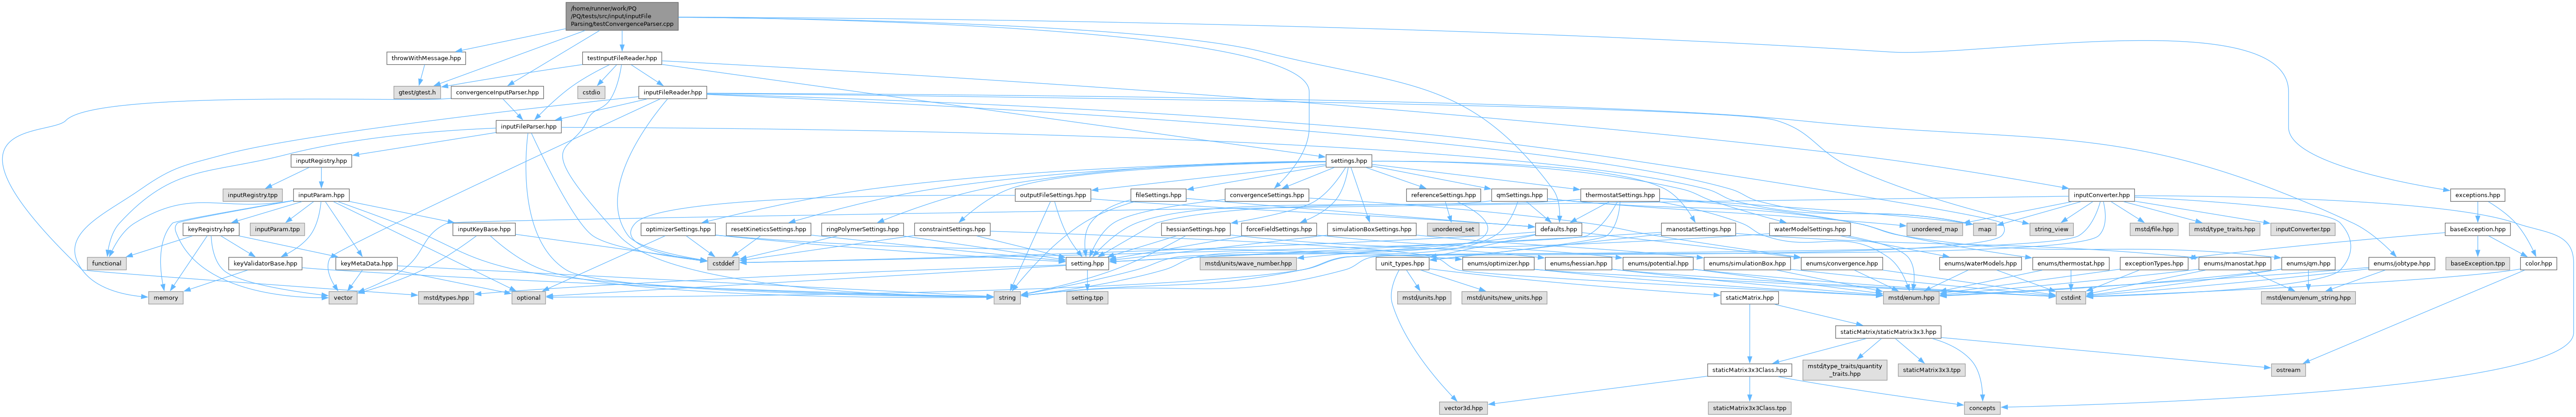 /home/runner/work/PQ
/PQ/tests/src/input/inputFile
Parsing/testConvergenceParser.cpp
throwWithMessage.hpp
testInputFileReader.hpp
gtest/gtest.h
convergenceInputParser.hpp
cstdio
inputFileReader.hpp
inputFileParser.hpp
inputRegistry.hpp
settings.hpp
inputRegistry.tpp
inputParam.hpp
outputFileSettings.hpp
fileSettings.hpp
convergenceSettings.hpp
referenceSettings.hpp
qmSettings.hpp
thermostatSettings.hpp
inputConverter.hpp
exceptions.hpp
keyRegistry.hpp
inputParam.tpp
inputKeyBase.hpp
optimizerSettings.hpp
resetKineticsSettings.hpp
ringPolymerSettings.hpp
constraintSettings.hpp
hessianSettings.hpp
forceFieldSettings.hpp
simulationBoxSettings.hpp
unordered_set
defaults.hpp
manostatSettings.hpp
waterModelSettings.hpp
unordered_map
map
string_view
mstd/file.hpp
mstd/type_traits.hpp
inputConverter.tpp
baseException.hpp
functional
keyValidatorBase.hpp
keyMetaData.hpp
cstddef
setting.hpp
mstd/units/wave_number.hpp
unit_types.hpp
enums/optimizer.hpp
enums/hessian.hpp
enums/potential.hpp
enums/simulationBox.hpp
enums/convergence.hpp
enums/waterModels.hpp
enums/thermostat.hpp
exceptionTypes.hpp
enums/manostat.hpp
enums/qm.hpp
enums/jobtype.hpp
baseException.tpp
color.hpp
memory
vector
mstd/types.hpp
optional
string
setting.tpp
mstd/units.hpp
mstd/units/new_units.hpp
staticMatrix.hpp
mstd/enum.hpp
cstdint
mstd/enum/enum_string.hpp
staticMatrix/staticMatrix3x3.hpp
staticMatrix3x3Class.hpp
mstd/type_traits/quantity
_traits.hpp
staticMatrix3x3.tpp
ostream
vector3d.hpp
staticMatrix3x3Class.tpp
concepts